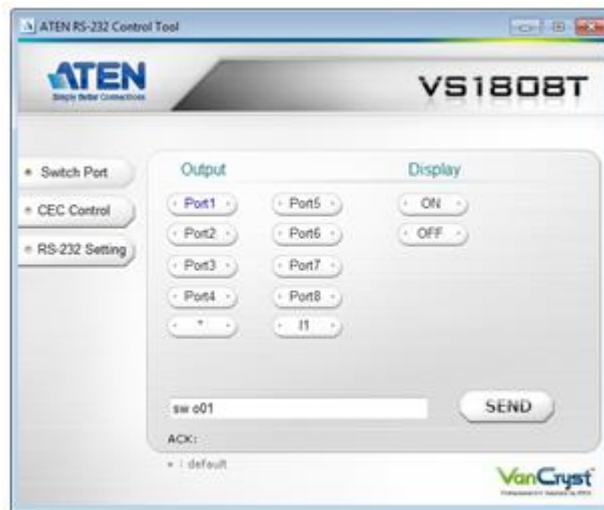 ATEN RS-232 Control Tool
ATEN
Simply Better Connections
VS1808T
Switch Port
CEC Control
RS-232 Setting
Output
Display
Port1
Port5
ON
Port2
Port6
OFF
Port3
Port7
Port4
Port8
*
I1
sw o01
SEND
ACK:
* : default
VanCryst